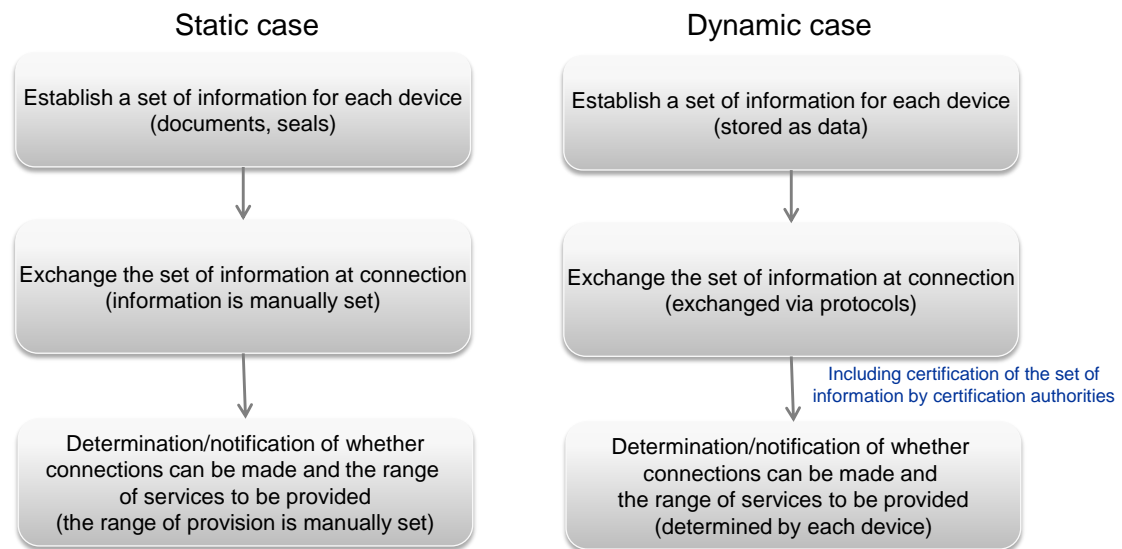 Static case
Establish a set of information for each device
(documents, seals)
Exchange the set of information at connection
(information is manually set)
Determination/notification of whether
connections can be made and the range
of services to be provided
(the range of provision is manually set)
Dynamic case
Establish a set of information for each device
(stored as data)
Exchange the set of information at connection
(exchanged via protocols)
Including certification of the set of
information by certification authorities
Determination/notification of whether
connections can be made and
the range of services to be provided
(determined by each device)